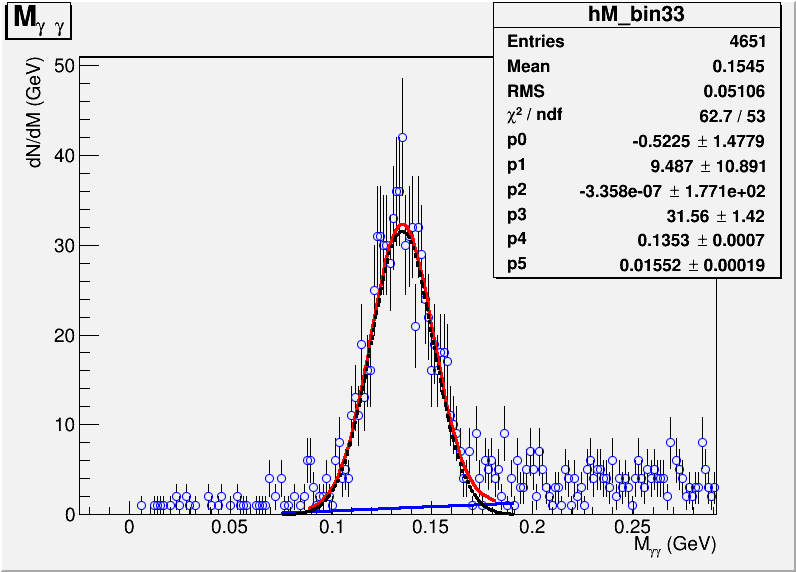 M γ γ
hM_bin33
Entries 4651
Mean 0.1545
RMS 0.05106
χ² / ndf 62.7 / 53
p0 -0.5225 ± 1.4779
p1 9.487 ± 10.891
p2 -3.358e-07 ± 1.771e+02
p3 31.56 ± 1.42
p4 0.1353 ± 0.0007
p5 0.01552 ± 0.00019
dN/dM (GeV)
50
40
30
20
10
0
0 0.05 0.1 0.15 0.2 0.25
Mγγ (GeV)